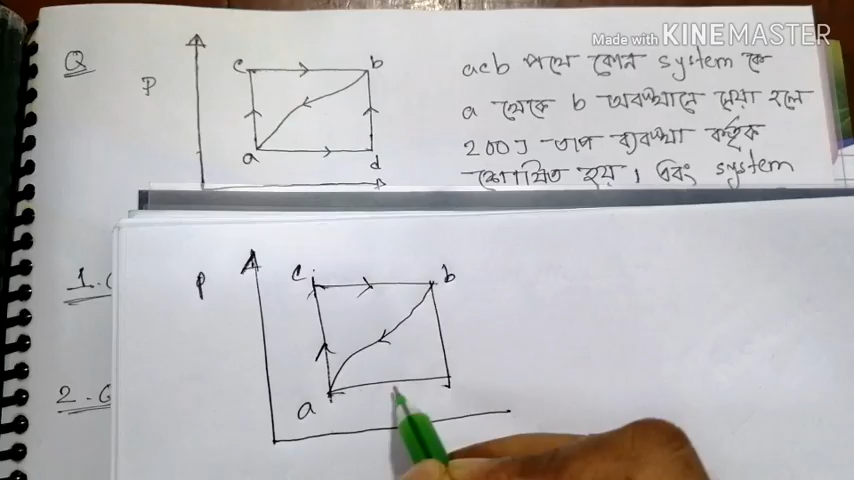 Made with KINEMASTER
Q
P
c
b
a
d
acb পথে কোন system কে
a থেকে b অবস্থানে নেয়া হলে
200J তাপ ব্যবস্থা কর্তৃক
শোষিত হয়। এবং system
P
c
b
a
1.
2.